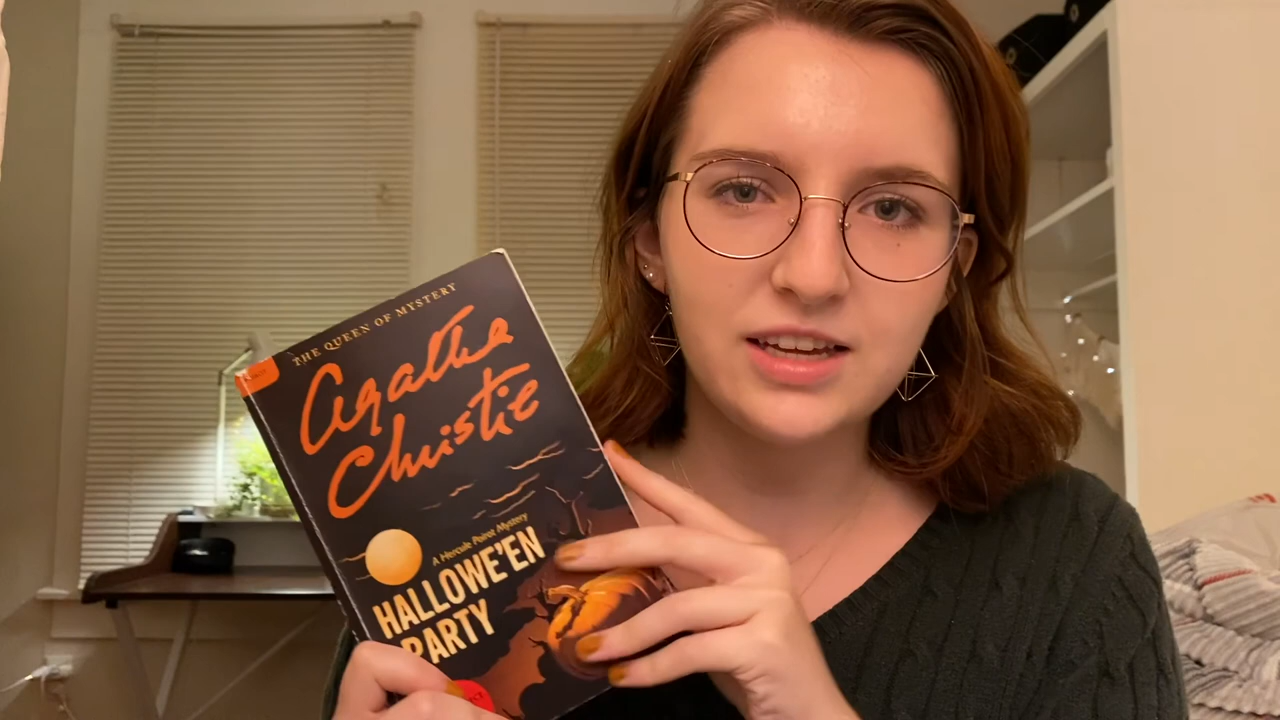 THE QUEEN OF MYSTERY
Agatha
Christie
A Hercule Poirot Mystery
HALLOWE'EN
PARTY